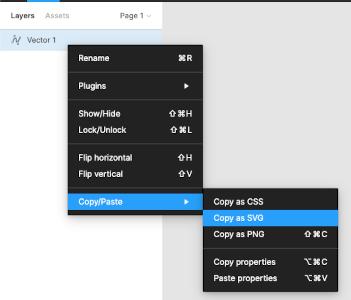 Layers Assets Page 1
Vector 1
Rename ⌘R
Plugins
Show/Hide ⇧⌘H
Lock/Unlock ⇧⌘L
Flip horizontal ⇧H
Flip vertical ⇧V
Copy/Paste
Copy as CSS
Copy as SVG
Copy as PNG ⇧⌘C
Copy properties ⌥⌘C
Paste properties ⌥⌘V